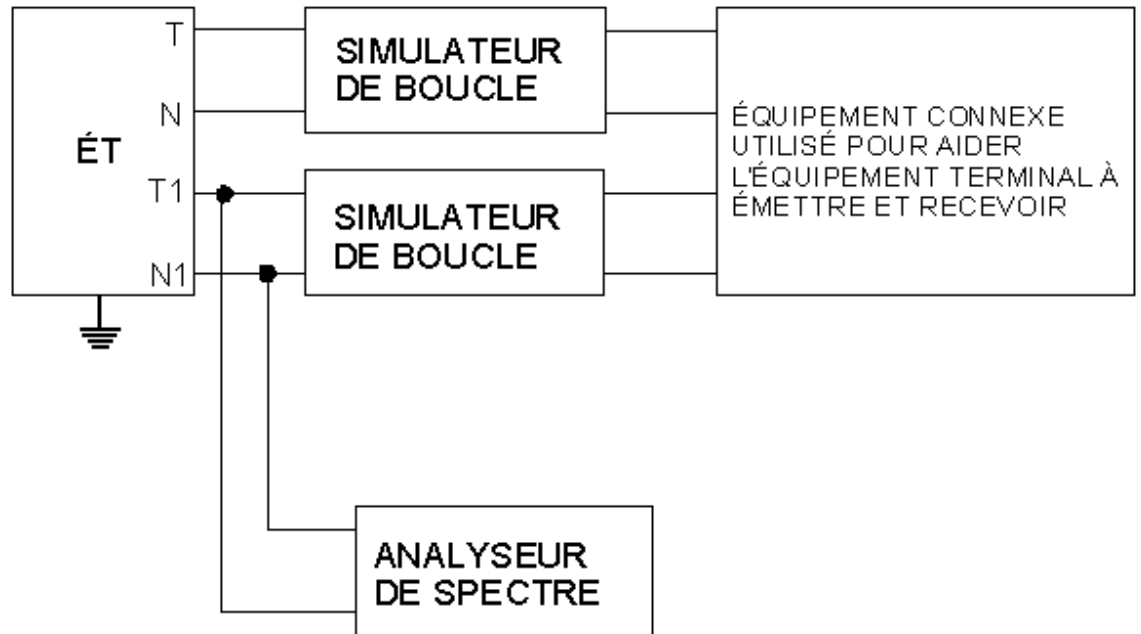 T
N
ÉT
T1
N1
SIMULATEUR
DE BOUCLE
SIMULATEUR
DE BOUCLE
ÉQUIPEMENT CONNEXE
UTILISÉ POUR AIDER
L'ÉQUIPEMENT TERMINAL À
ÉMETTRE ET RECEVOIR
ANALYSEUR
DE SPECTRE